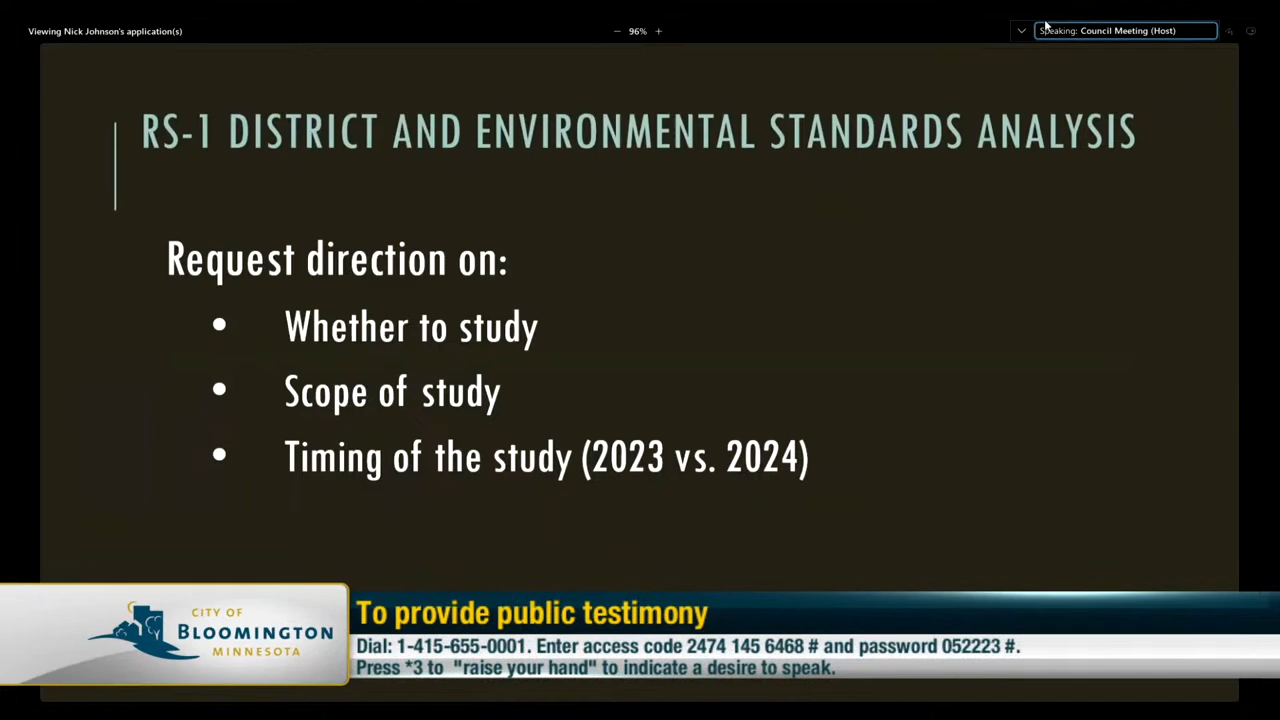 Viewing Nick Johnson's application(s)
96%
Speaking: Council Meeting (Host)
RS-1 DISTRICT AND ENVIRONMENTAL STANDARDS ANALYSIS
Request direction on:
• Whether to study
• Scope of study
• Timing of the study (2023 vs. 2024)
CITY OF
BLOOMINGTON
MINNESOTA
To provide public testimony
Dial: 1-415-655-0001. Enter access code 2474 145 6468 # and password 052223 #.
Press *3 to "raise your hand" to indicate a desire to speak.